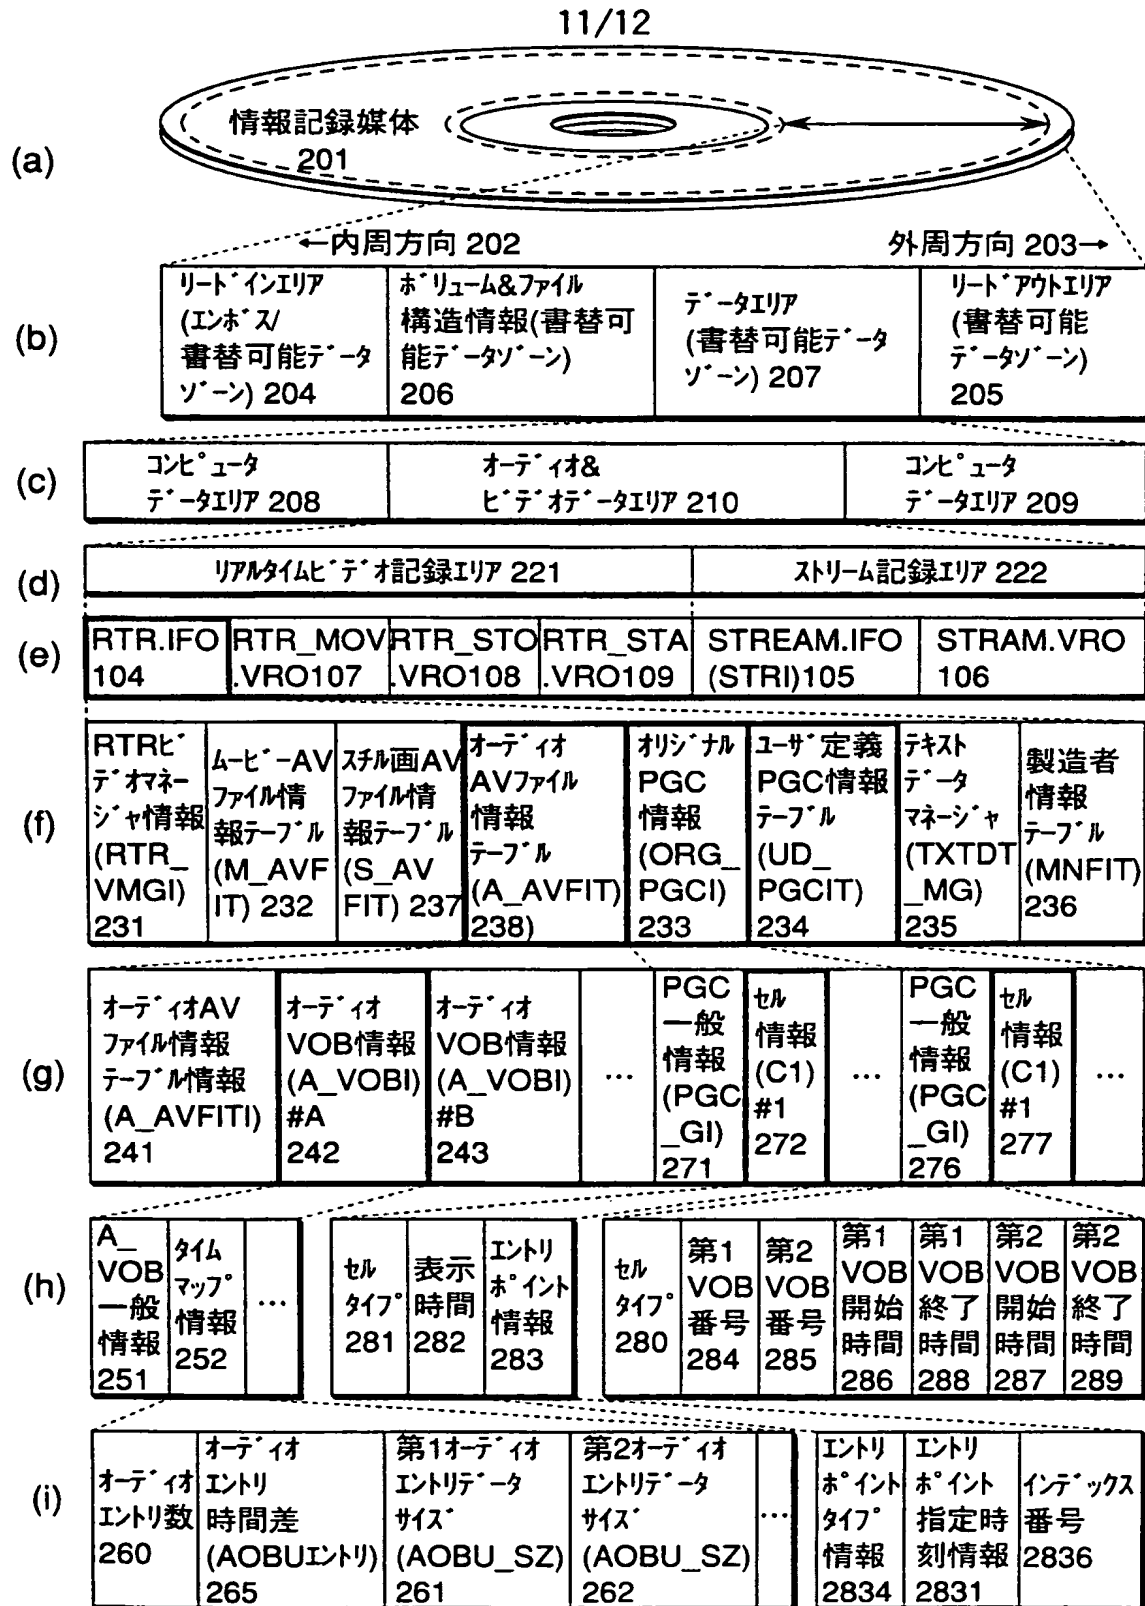 11/12
(a)
情報記録媒体
201
←内周方向 202
外周方向 203→
(b)
リードインエリア
(エンボス/
書替可能データ
ゾーン) 204
ボリューム&ファイル
構造情報(書替可
能データゾーン)
206
データエリア
(書替可能データ
ゾーン) 207
リードアウトエリア
(書替可能
データゾーン)
205
(c)
コンピュータ
データエリア 208
オーディオ&
ビデオデータエリア 210
コンピュータ
データエリア 209
(d)
リアルタイムビデオ記録エリア 221
ストリーム記録エリア 222
(e)
RTR.IFO
104
RTR_MOV
.VRO107
RTR_STO
.VRO108
RTR_STA
.VRO109
STREAM.IFO
(STRI)105
STRAM.VRO
106
(f)
RTRビ
デオマネー
ジャ情報
(RTR_
VMGI)
231
ムービーAV
ファイル情
報テーブル
(M_AVF
IT) 232
スチル画AV
ファイル情
報テーブル
(S_AV
FIT) 237
オーディオ
AVファイル
情報
テーブル
(A_AVFIT)
238)
オリジナル
PGC
情報
(ORG_
PGCI)
233
ユーザ定義
PGC情報
テーブル
(UD_
PGCIT)
234
テキスト
データ
マネージャ
(TXTDT
_MG)
235
製造者
情報
テーブル
(MNFIT)
236
(g)
オーディオAV
ファイル情報
テーブル情報
(A_AVFITI)
241
オーディオ
VOB情報
(A_VOBI)
#A
242
オーディオ
VOB情報
(A_VOBI)
#B
243
…
PGC
一般
情報
(PGC
_GI)
271
セル
情報
(C1)
#1
272
…
PGC
一般
情報
(PGC
_GI)
276
セル
情報
(C1)
#1
277
…
(h)
A_
VOB
一般
情報
251
タイム
マップ
情報
252
…
セル
タイプ
281
表示
時間
282
エントリ
ポイント
情報
283
セル
タイプ
280
第1
VOB
番号
284
第2
VOB
番号
285
第1
VOB
開始
時間
286
第1
VOB
終了
時間
288
第2
VOB
開始
時間
287
第2
VOB
終了
時間
289
(i)
オーディオ
エントリ数
260
オーディオ
エントリ
時間差
(AOBUエントリ)
265
第1オーディオ
エントリデータ
サイズ
(AOBU_SZ)
261
第2オーディオ
エントリデータ
サイズ
(AOBU_SZ)
262
…
エントリ
ポイント
タイプ
情報
2834
エントリ
ポイント
指定時
刻情報
2831
インデックス
番号
2836